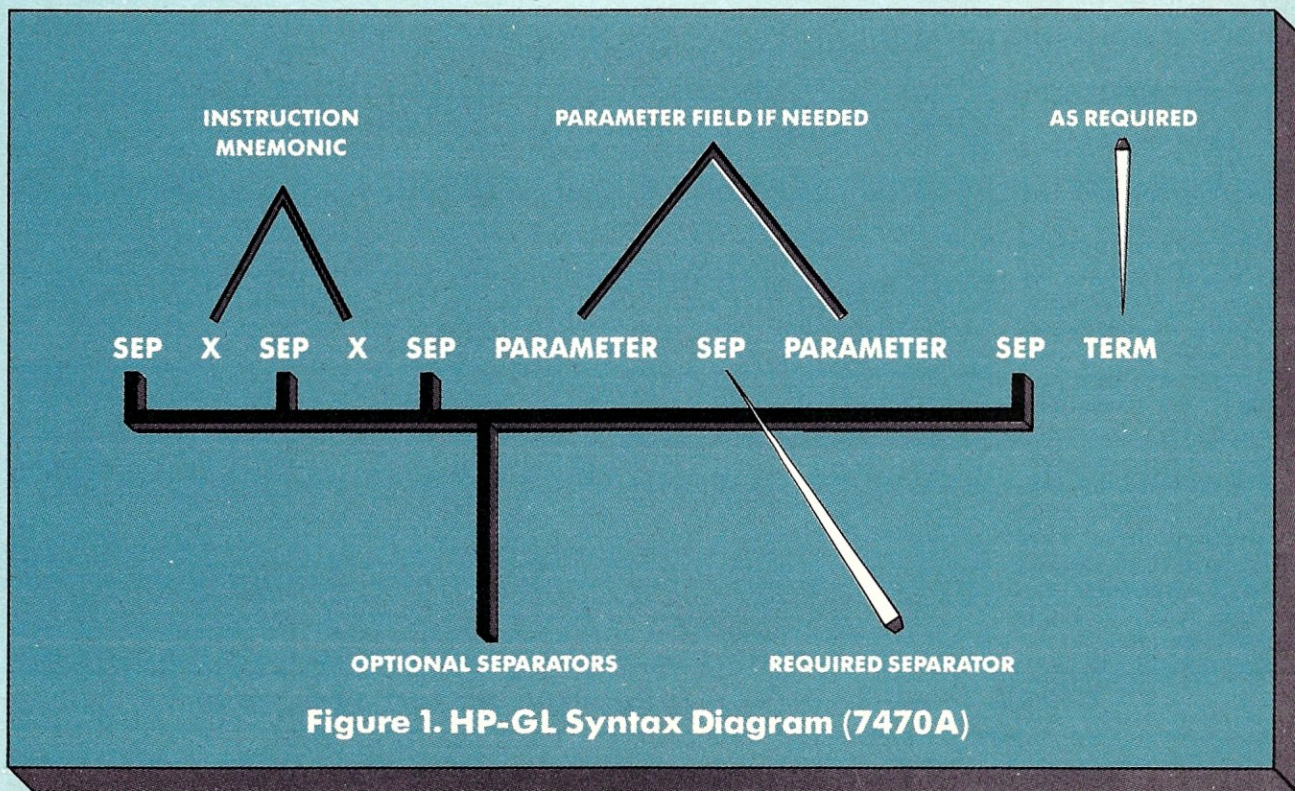 INSTRUCTION
MNEMONIC
PARAMETER FIELD IF NEEDED
AS REQUIRED
SEP X SEP X SEP PARAMETER SEP PARAMETER SEP TERM
OPTIONAL SEPARATORS
REQUIRED SEPARATOR
Figure 1. HP-GL Syntax Diagram (7470A)